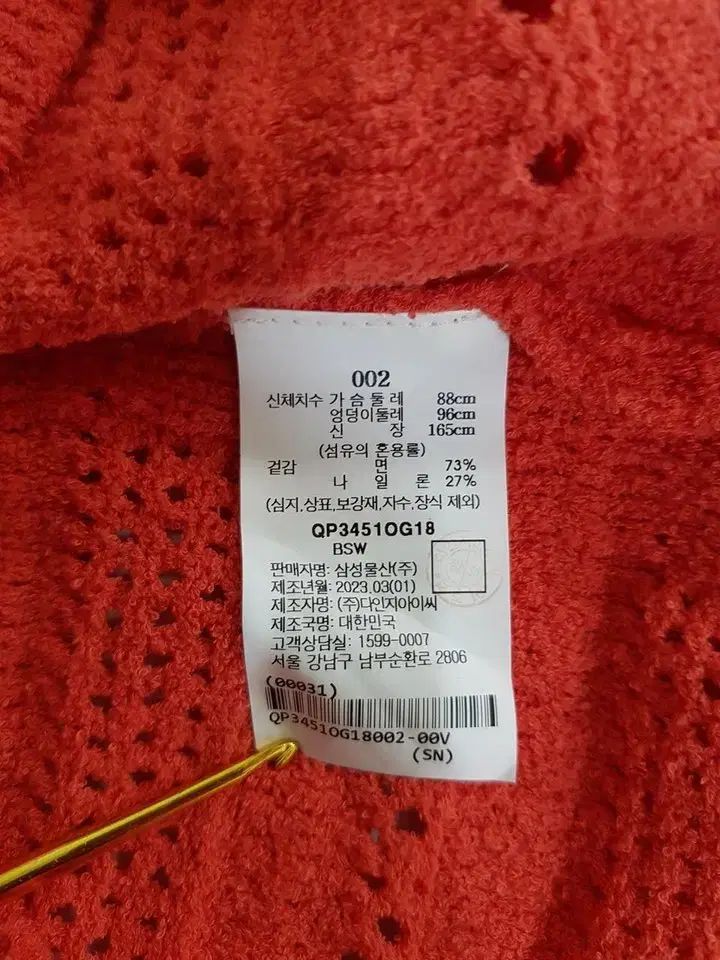 002
신체치수 가 슴 둘 레 88cm
엉덩이둘레 96cm
신 장 165cm
(섬유의 혼용률)
겉감 면 73%
나 일 론 27%
(심지,상표,보강재,자수,장식 제외)
QP3451OG18
BSW
판매자명: 삼성물산(주)
제조년월: 2023.03(01)
제조자명: (주)다인지아이씨
제조국명: 대한민국
고객상담실: 1599-0007
서울 강남구 남부순환로 2806
(00031)
QP3451OG18002-00V
(SN)